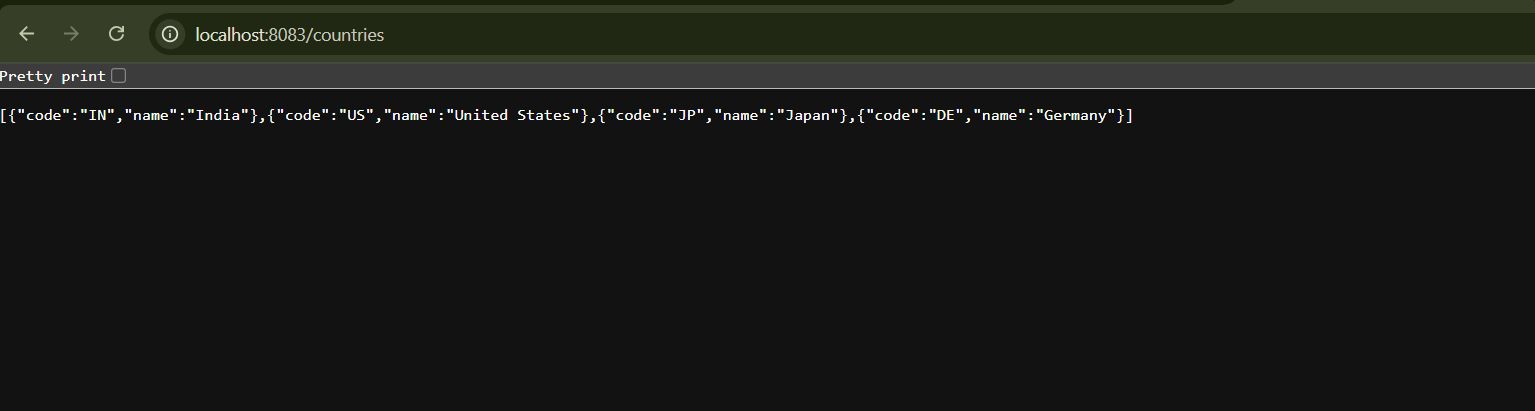 localhost:8083/countries
Pretty print
[{"code":"IN","name":"India"},{"code":"US","name":"United States"},{"code":"JP","name":"Japan"},{"code":"DE","name":"Germany"}]